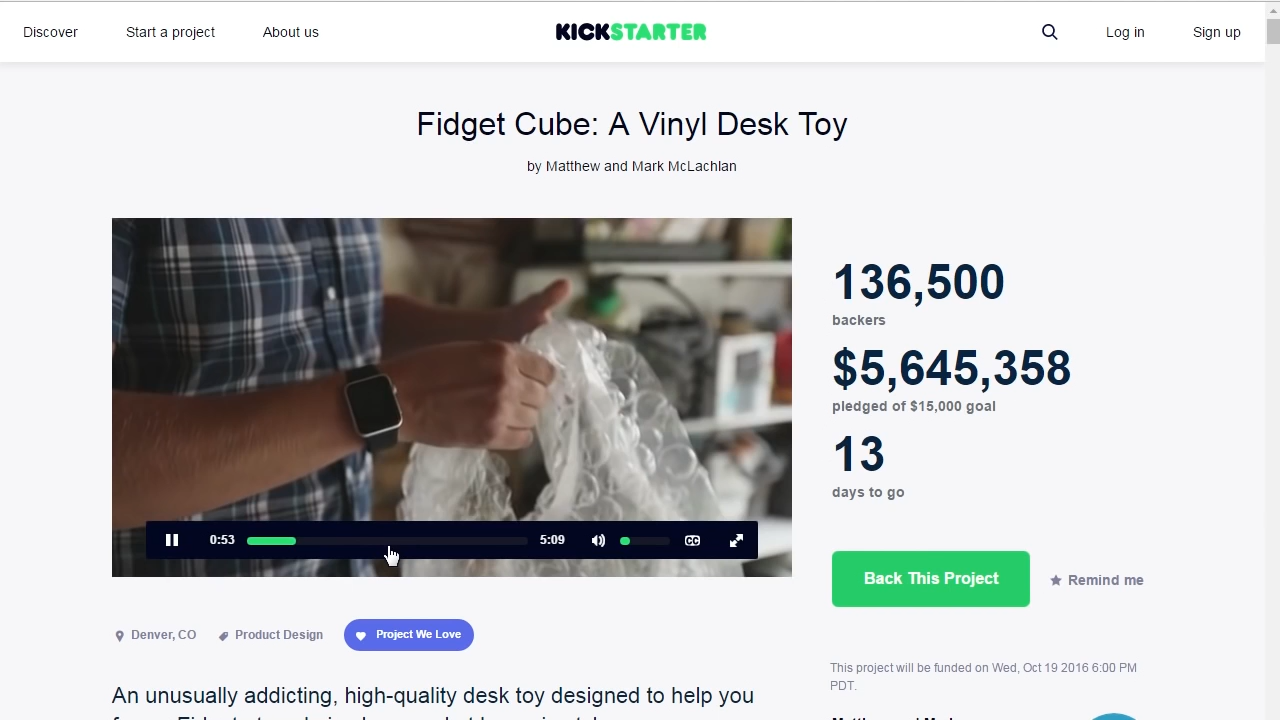 Discover
Start a project
About us
KICKSTARTER
Log in
Sign up
Fidget Cube: A Vinyl Desk Toy
by Matthew and Mark McLachlan
136,500
backers
$5,645,358
pledged of $15,000 goal
13
days to go
0:53
5:09
CC
Back This Project
Remind me
Denver, CO
Product Design
Project We Love
This project will be funded on Wed, Oct 19 2016 6:00 PM
PDT.
An unusually addicting, high-quality desk toy designed to help you